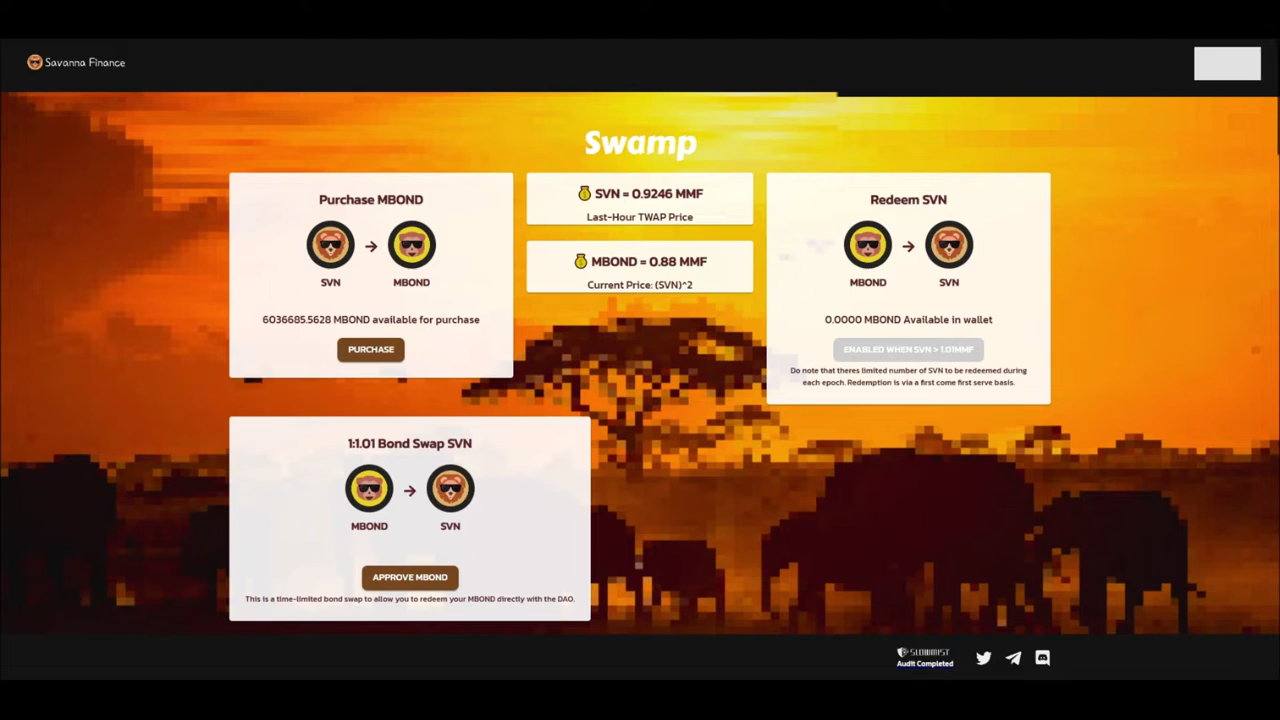 Savanna Finance
Swamp
Purchase MBOND
SVN
MBOND
6036685.5628 MBOND available for purchase
PURCHASE
SVN = 0.9246 MMF
Last-Hour TWAP Price
MBOND = 0.88 MMF
Current Price: (SVN)^2
Redeem SVN
MBOND
SVN
0.0000 MBOND Available in wallet
ENABLED WHEN SVN > 1.01MMF
Do note that theres limited number of SVN to be redeemed during
each epoch. Redemption is via a first come first serve basis.
1:1.01 Bond Swap SVN
MBOND
SVN
APPROVE MBOND
This is a time-limited bond swap to allow you to redeem your MBOND directly with the DAO.
SLOWMIST
Audit Completed